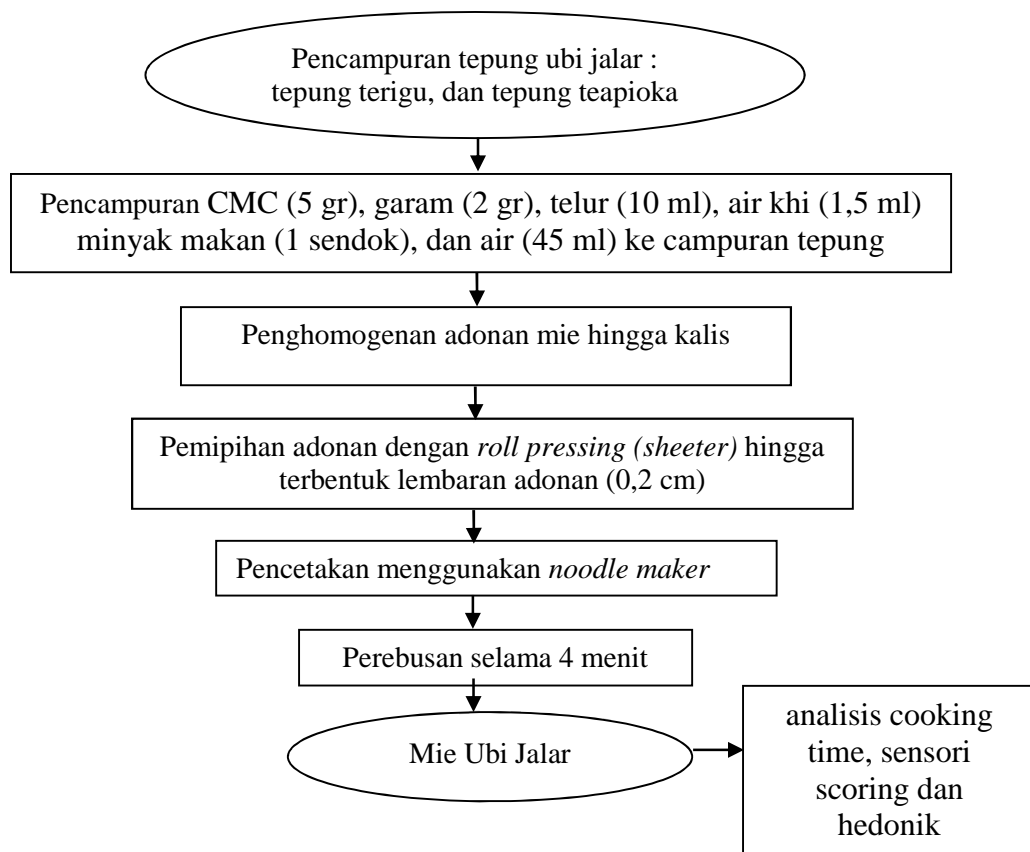 Pencampuran tepung ubi jalar :
tepung terigu, dan tepung teapioka
Pencampuran CMC (5 gr), garam (2 gr), telur (10 ml), air khi (1,5 ml)
minyak makan (1 sendok), dan air (45 ml) ke campuran tepung
Penghomogenan adonan mie hingga kalis
Pemipihan adonan dengan roll pressing (sheeter) hingga
terbentuk lembaran adonan (0,2 cm)
Pencetakan menggunakan noodle maker
Perebusan selama 4 menit
Mie Ubi Jalar
analisis cooking
time, sensori
scoring dan
hedonik